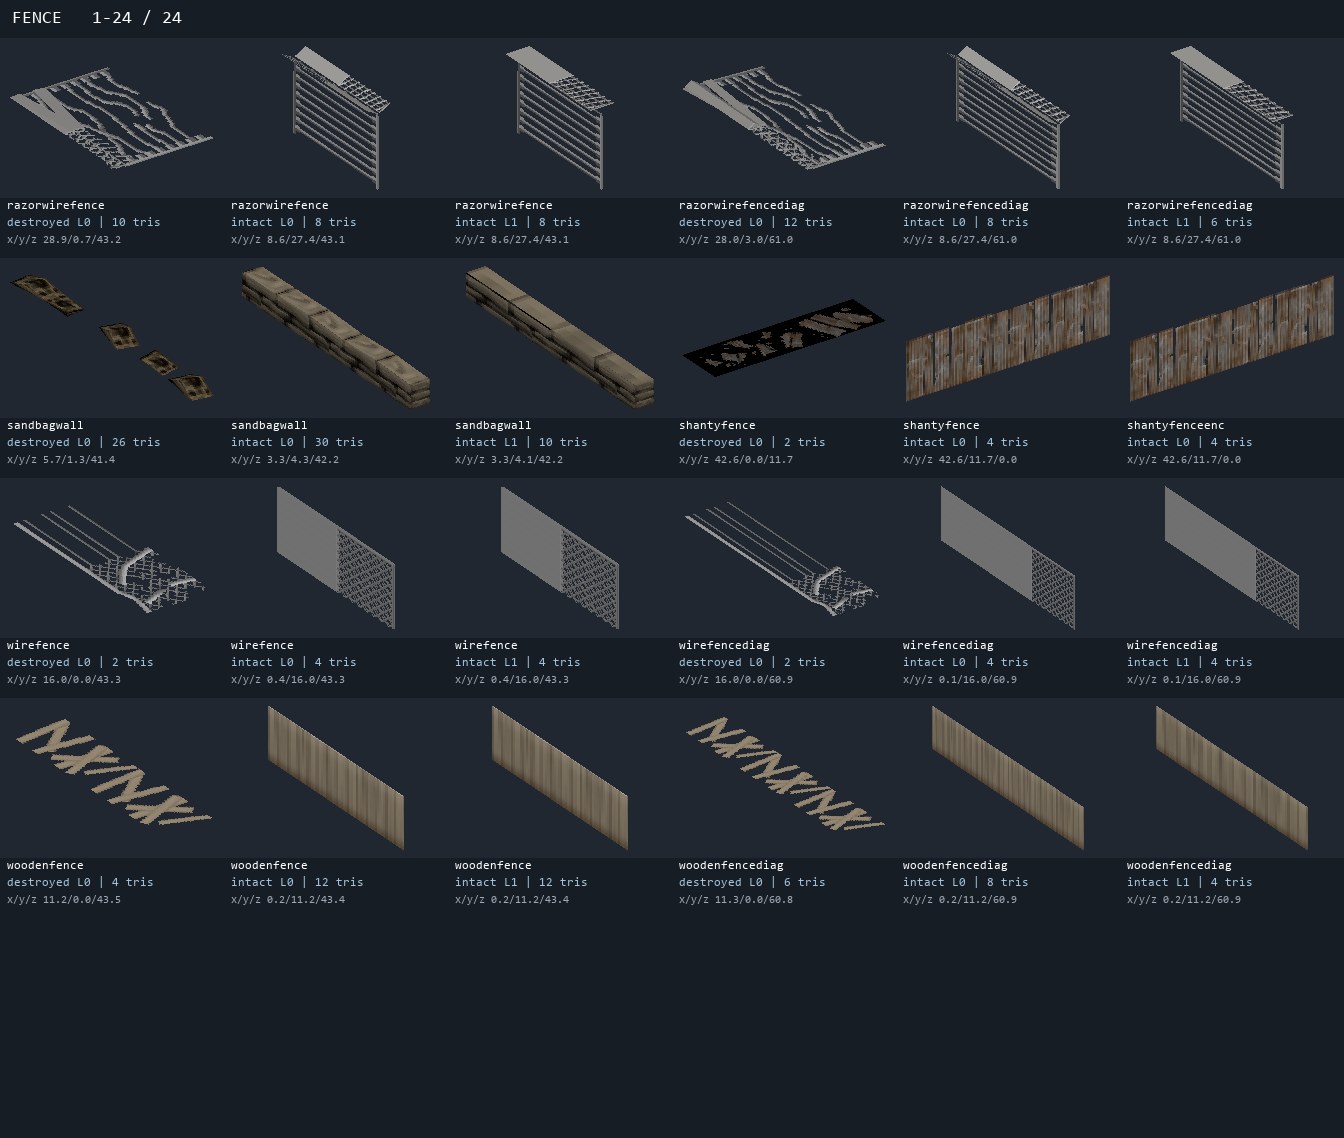 FENCE 1-24 / 24
razorwirefence razorwirefence razorwirefence razorwirefencediag razorwirefencediag razorwirefencediag
destroyed L0 | 10 tris intact L0 | 8 tris intact L1 | 8 tris destroyed L0 | 12 tris intact L0 | 8 tris intact L1 | 6 tris
x/y/z 28.9/0.7/43.2 x/y/z 8.6/27.4/43.1 x/y/z 8.6/27.4/43.1 x/y/z 28.0/3.0/61.0 x/y/z 8.6/27.4/61.0 x/y/z 8.6/27.4/61.0
sandbagwall sandbagwall sandbagwall shantyfence shantyfence shantyfenceenc
destroyed L0 | 26 tris intact L0 | 30 tris intact L1 | 10 tris destroyed L0 | 2 tris intact L0 | 4 tris intact L0 | 4 tris
x/y/z 5.7/1.3/41.4 x/y/z 3.3/4.3/42.2 x/y/z 3.3/4.1/42.2 x/y/z 42.6/0.0/11.7 x/y/z 42.6/11.7/0.0 x/y/z 42.6/11.7/0.0
wirefence wirefence wirefence wirefencediag wirefencediag wirefencediag
destroyed L0 | 2 tris intact L0 | 4 tris intact L1 | 4 tris destroyed L0 | 2 tris intact L0 | 4 tris intact L1 | 4 tris
x/y/z 16.0/0.0/43.3 x/y/z 0.4/16.0/43.3 x/y/z 0.4/16.0/43.3 x/y/z 16.0/0.0/60.9 x/y/z 0.1/16.0/60.9 x/y/z 0.1/16.0/60.9
woodenfence woodenfence woodenfence woodenfencediag woodenfencediag woodenfencediag
destroyed L0 | 4 tris intact L0 | 12 tris intact L1 | 12 tris destroyed L0 | 6 tris intact L0 | 8 tris intact L1 | 4 tris
x/y/z 11.2/0.0/43.5 x/y/z 0.2/11.2/43.4 x/y/z 0.2/11.2/43.4 x/y/z 11.3/0.0/60.8 x/y/z 0.2/11.2/60.9 x/y/z 0.2/11.2/60.9